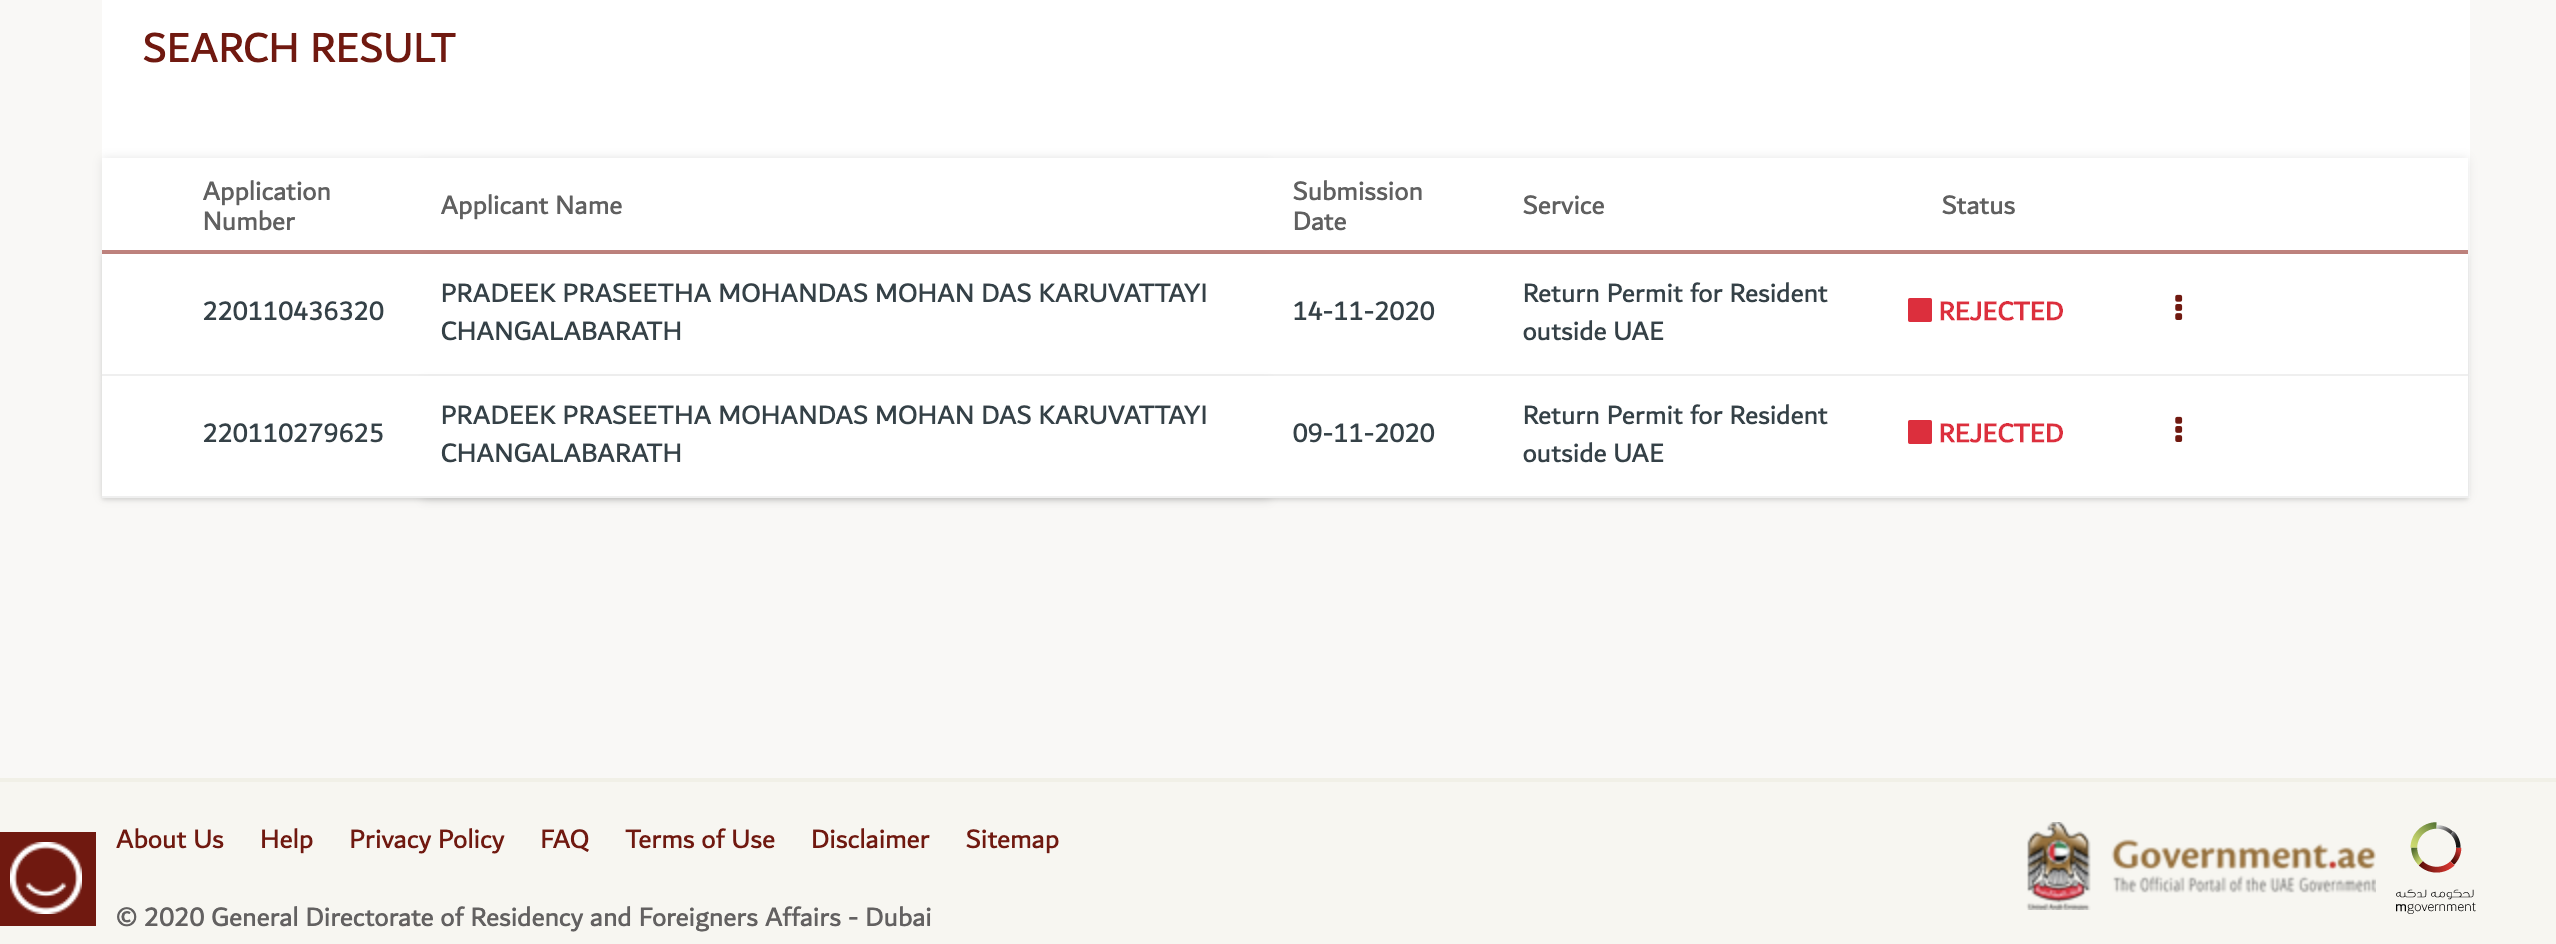 SEARCH RESULT
Application Number
Applicant Name
Submission Date
Service
Status
220110436320
PRADEEK PRASEETHA MOHANDAS MOHAN DAS KARUVATTAYI
CHANGALABARATH
14-11-2020
Return Permit for Resident
outside UAE
REJECTED
220110279625
PRADEEK PRASEETHA MOHANDAS MOHAN DAS KARUVATTAYI
CHANGALABARATH
09-11-2020
Return Permit for Resident
outside UAE
REJECTED
About Us Help Privacy Policy FAQ Terms of Use Disclaimer Sitemap
© 2020 General Directorate of Residency and Foreigners Affairs - Dubai
Government.ae
The Official Portal of the UAE Government
United Arab Emirates
mgovernment